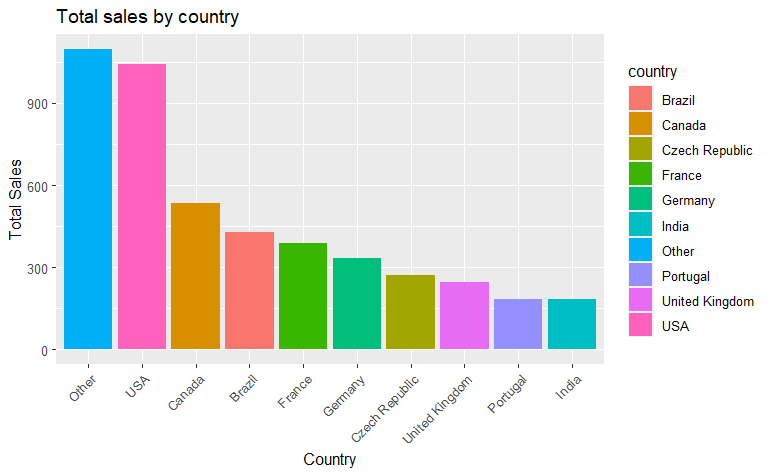 Total sales by country
Total Sales
900
600
300
0
Other
USA
Canada
Brazil
France
Germany
Czech Republic
United Kingdom
Portugal
India
Country
country
Brazil
Canada
Czech Republic
France
Germany
India
Other
Portugal
United Kingdom
USA